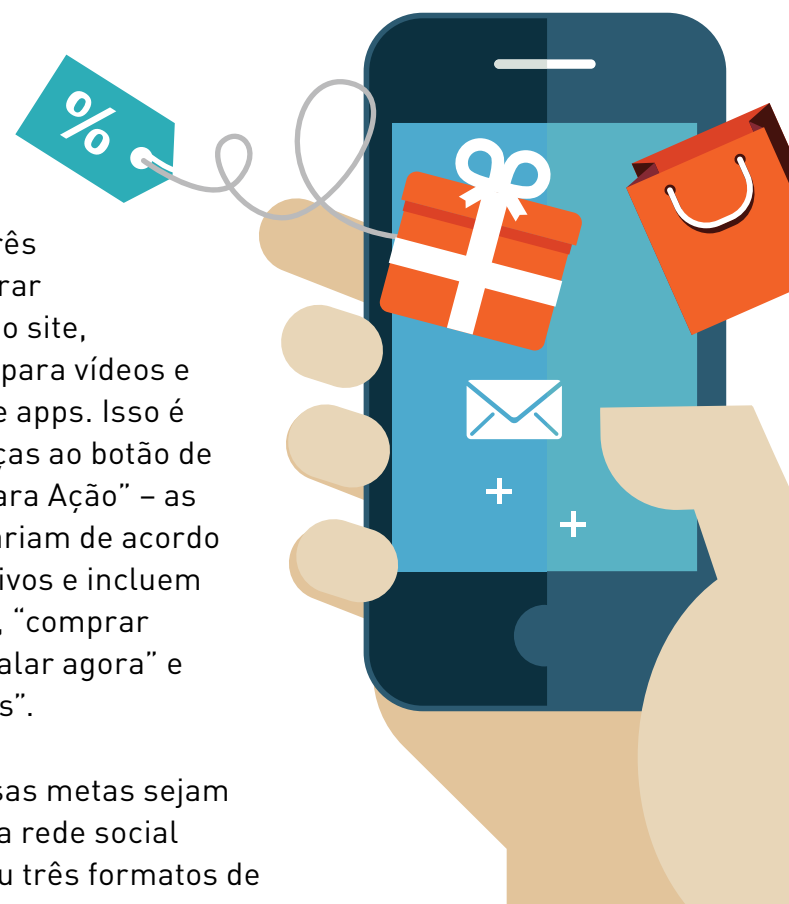 %
rês
rar
o site,
para vídeos e
e apps. Isso é
ças ao botão de
ara Ação” – as
ariam de acordo
ivos e incluem
, “comprar
alar agora” e
s”.
sas metas sejam
a rede social
u três formatos de